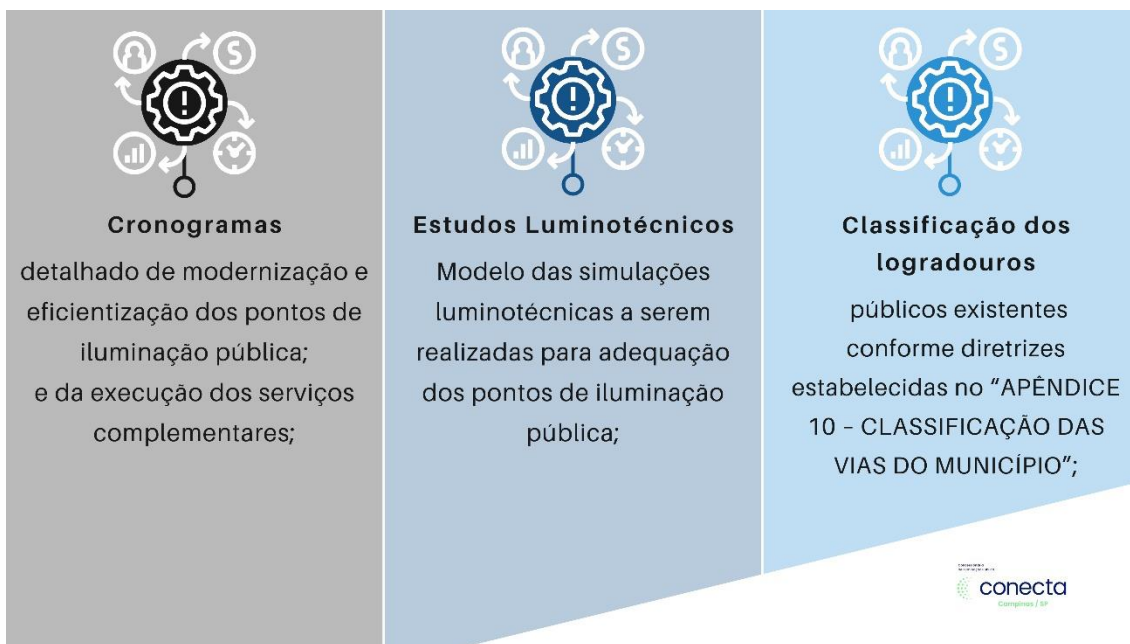 Cronogramas
detalhado de modernização e
eficientização dos pontos de
iluminação pública;
e da execução dos serviços
complementares;
Estudos Luminotécnicos
Modelo das simulações
luminotécnicas a serem
realizadas para adequação
dos pontos de iluminação
pública;
Classificação dos
logradouros
públicos existentes
conforme diretrizes
estabelecidas no “APÊNDICE
10 – CLASSIFICAÇÃO DAS
VIAS DO MUNICÍPIO”;
conecta
Campinas / SP